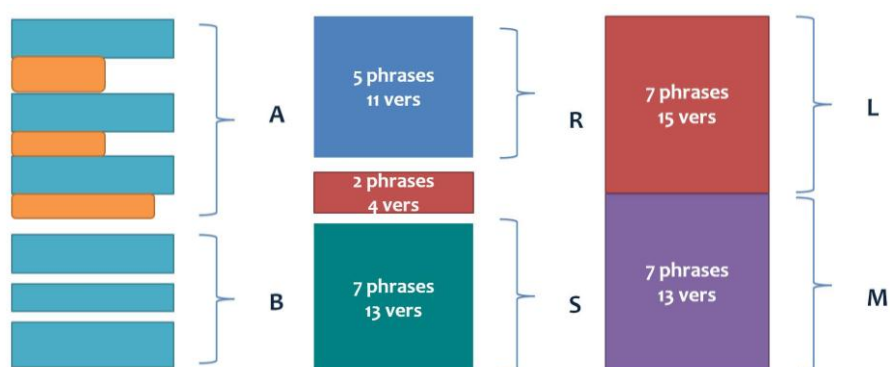 A
B
5 phrases
11 vers
R
2 phrases
4 vers
7 phrases
13 vers
S
7 phrases
15 vers
L
7 phrases
13 vers
M